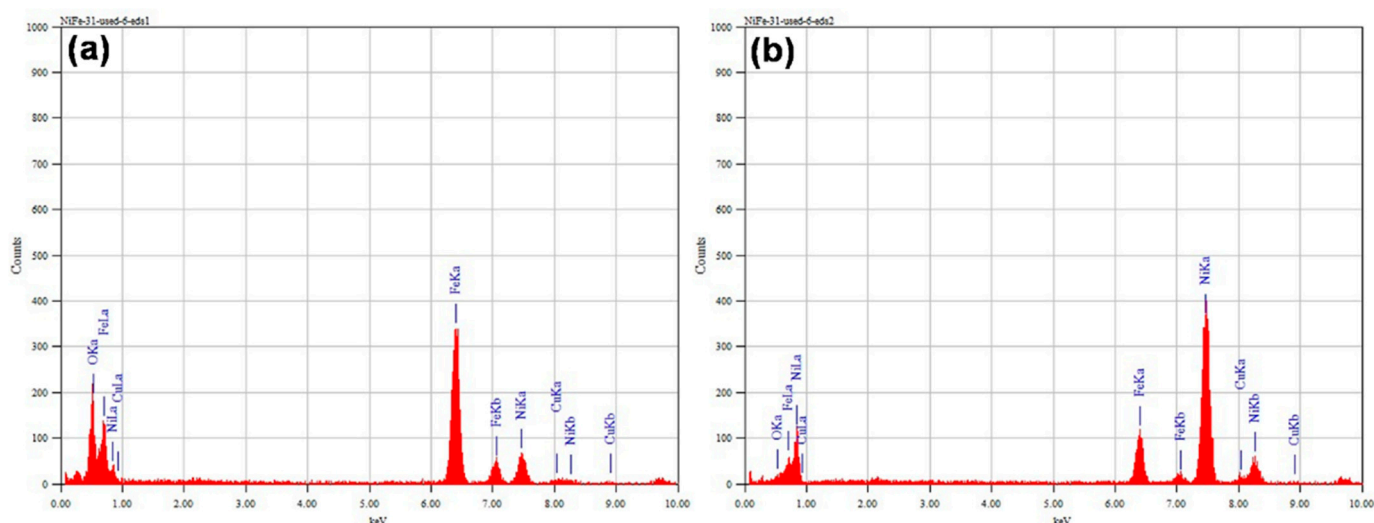 NiFe-31-used-6-eds1
(a)
1000
900
800
700
600
500
400
300
200
100
0
Counts
OKa
FeLa
NiLa
CuLa
FeKa
FeKb
NiKa
CuKa
NiKb
CuKb
0.00 1.00 2.00 3.00 4.00 5.00 6.00 7.00 8.00 9.00 10.00
keV
NiFe-31-used-6-eds2
(b)
1000
900
800
700
600
500
400
300
200
100
0
Counts
OKa
FeLa
NiLa
CuLa
FeKa
FeKb
NiKa
CuKa
NiKb
CuKb
0.00 1.00 2.00 3.00 4.00 5.00 6.00 7.00 8.00 9.00 10.00
keV